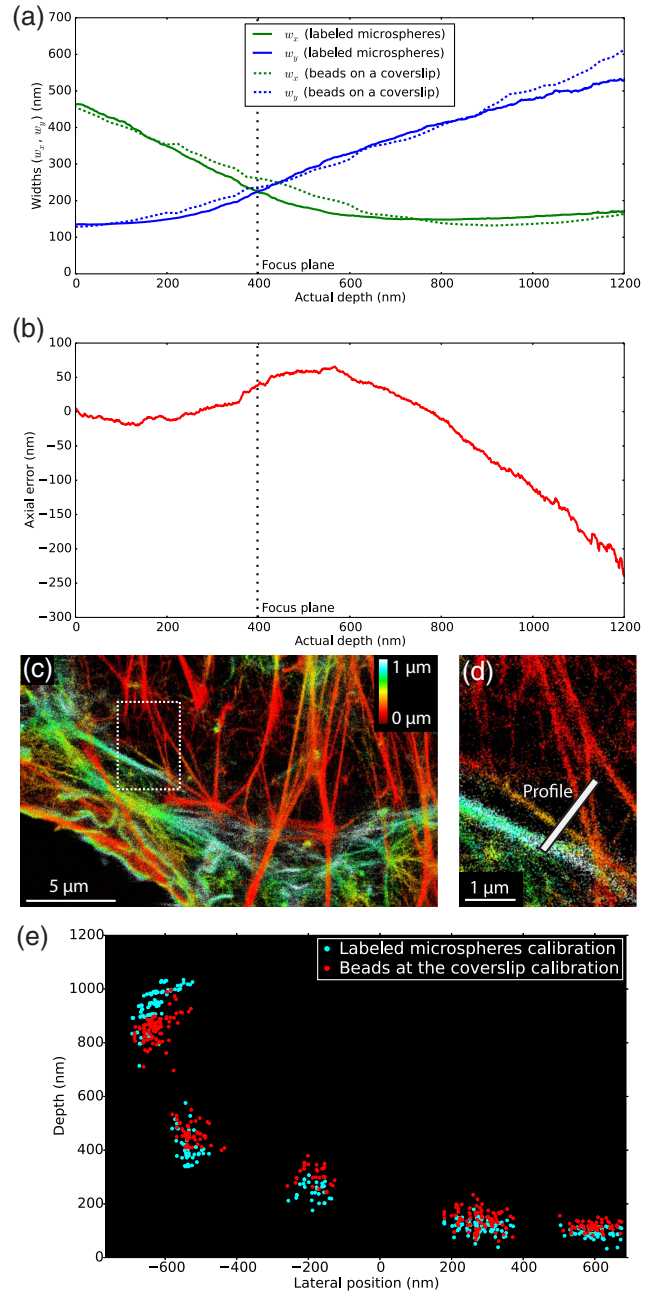 (a)
700
600
500
400
300
200
100
0
Widths (w_x, w_y) (nm)
w_x (labeled microspheres)
w_y (labeled microspheres)
w_x (beads on a coverslip)
w_y (beads on a coverslip)
Focus plane
0 200 400 600 800 1000 1200
Actual depth (nm)
(b)
100
50
0
−50
−100
−150
−200
−250
−300
Axial error (nm)
Focus plane
0 200 400 600 800 1000 1200
Actual depth (nm)
(c)
1 μm
0 μm
5 μm
(d)
Profile
1 μm
(e)
1200
1000
800
600
400
200
0
Depth (nm)
Labeled microspheres calibration
Beads at the coverslip calibration
−600 −400 −200 0 200 400 600
Lateral position (nm)